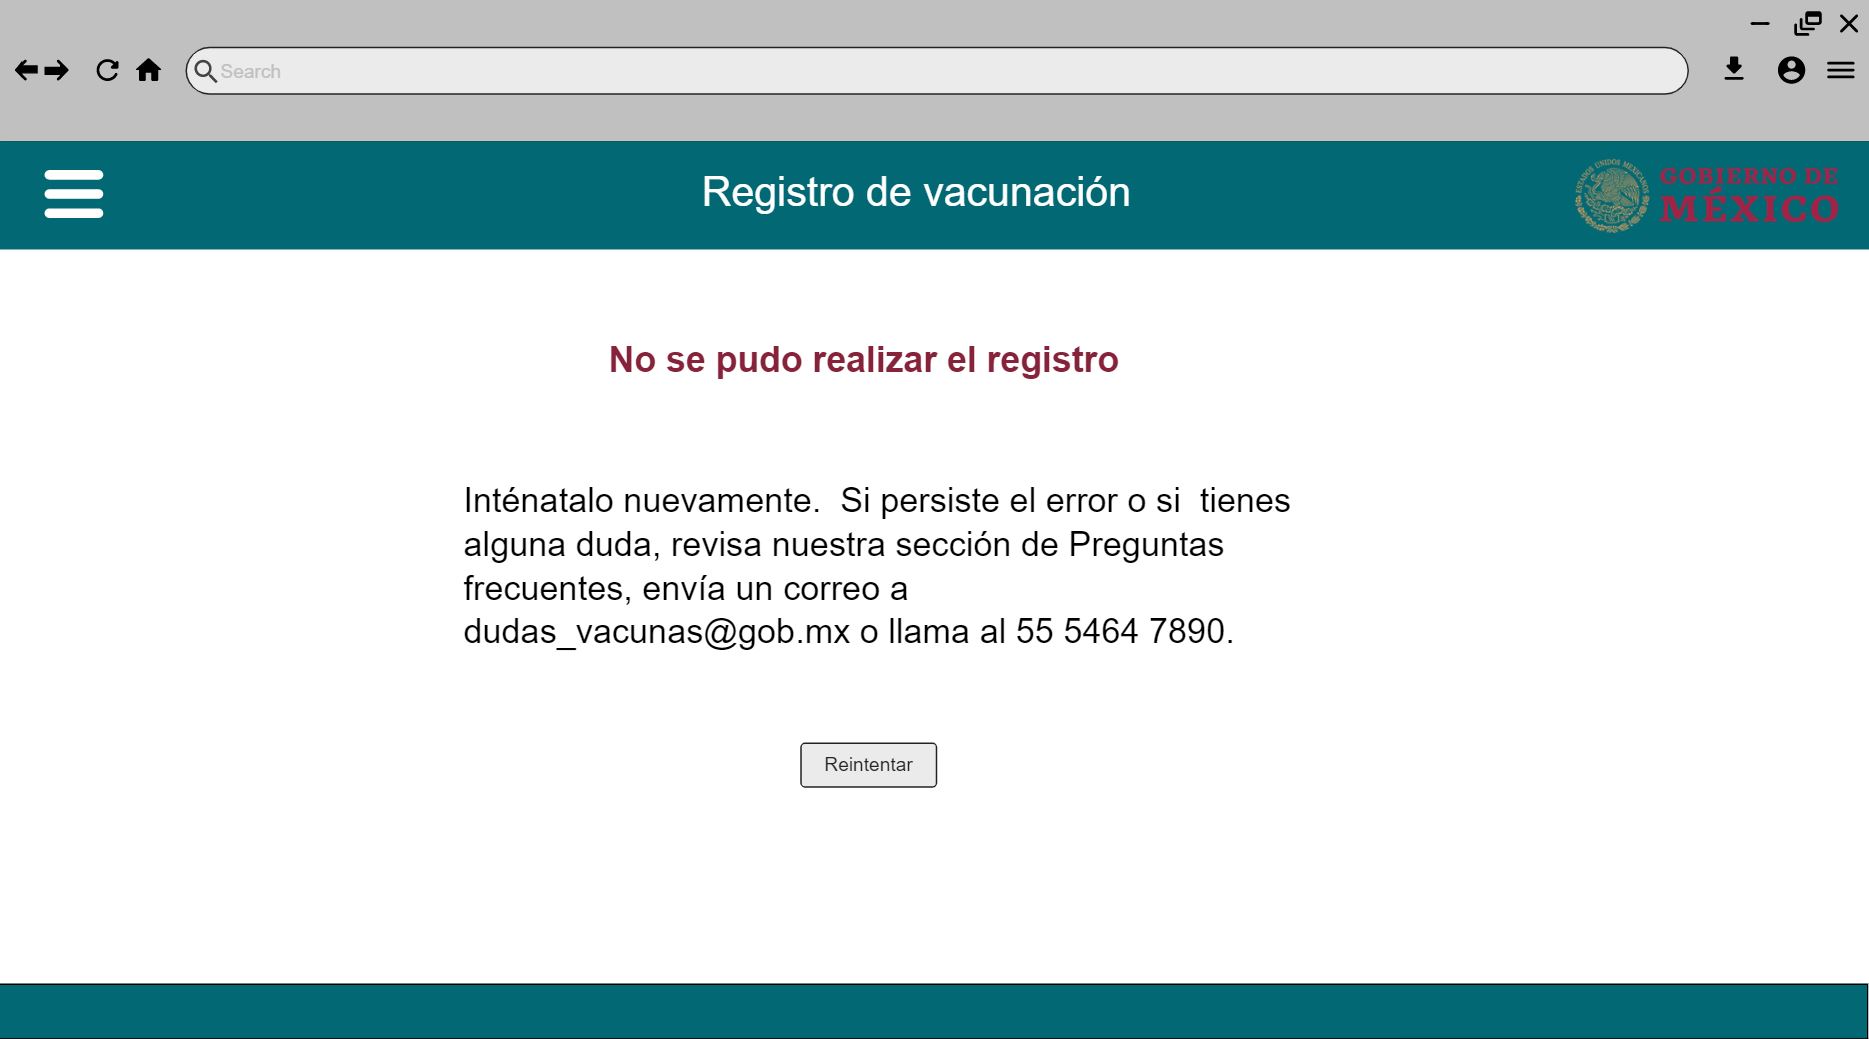 Search
Registro de vacunación
ESTADOS UNIDOS MEXICANOS
GOBIERNO DE
MÉXICO
No se pudo realizar el registro
Inténatalo nuevamente.  Si persiste el error o si  tienes
alguna duda, revisa nuestra sección de Preguntas
frecuentes, envía un correo a
dudas_vacunas@gob.mx o llama al 55 5464 7890.
Reintentar